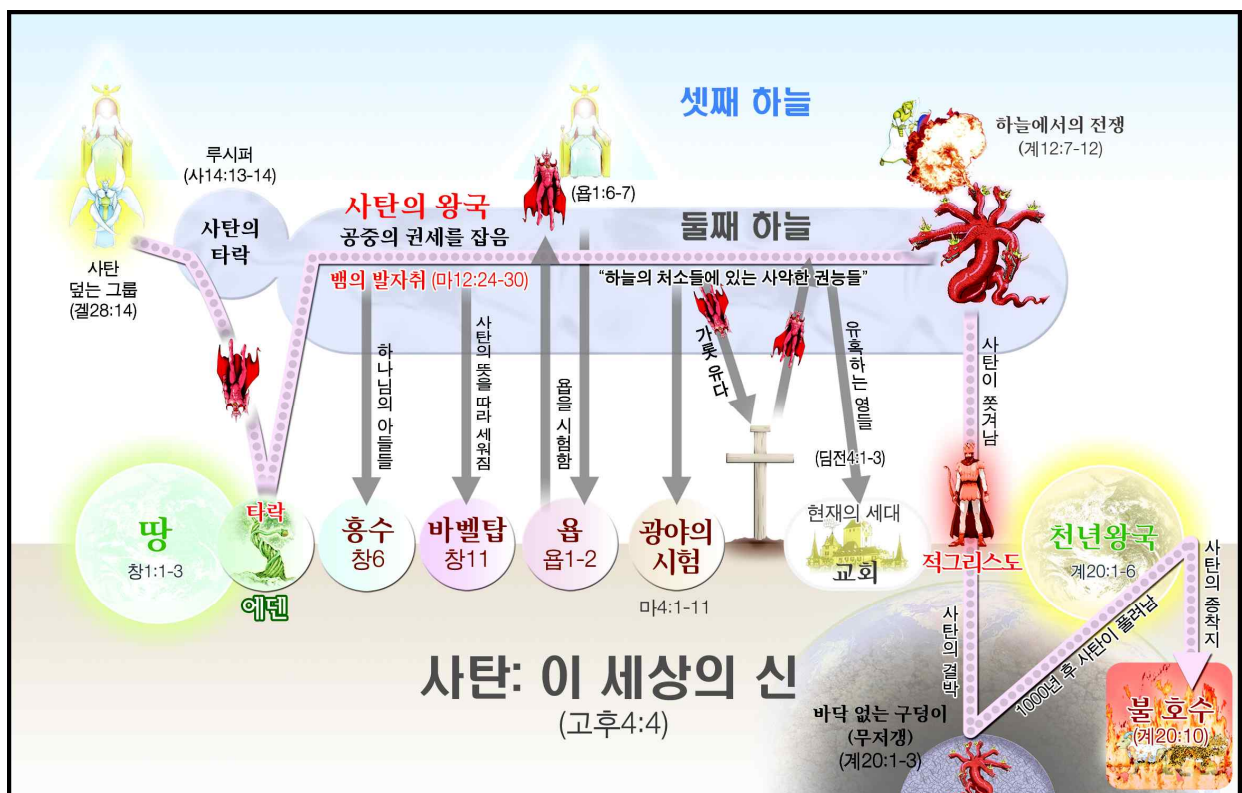 셋째 하늘
하늘에서의 전쟁
(계12:7-12)
루시퍼
(사14:13-14)
(욥1:6-7)
사탄의
타락
사탄의 왕국
공중의 권세를 잡음
둘째 하늘
사탄
덮는 그룹
(겔28:14)
뱀의 발자취 (마12:24-30)
“하늘의 처소들에 있는 사악한 권능들”
하나님의 아들들
사탄의 뜻을 따라 세워짐
욥을 시험함
가롯 유다
유혹하는 영들
(딤전4:1-3)
사탄이 쫓겨남
땅
창1:1-3
타락
에덴
홍수
창6
바벨탑
창11
욥
욥1-2
광야의
시험
마4:1-11
현재의 세대
교회
적그리스도
천년왕국
계20:1-6
사탄의 종착지
사탄의 결박
1000년 후 사탄이 풀려남
사탄: 이 세상의 신
(고후4:4)
바닥 없는 구덩이
(무저갱)
(계20:1-3)
불 호수
(계20:10)